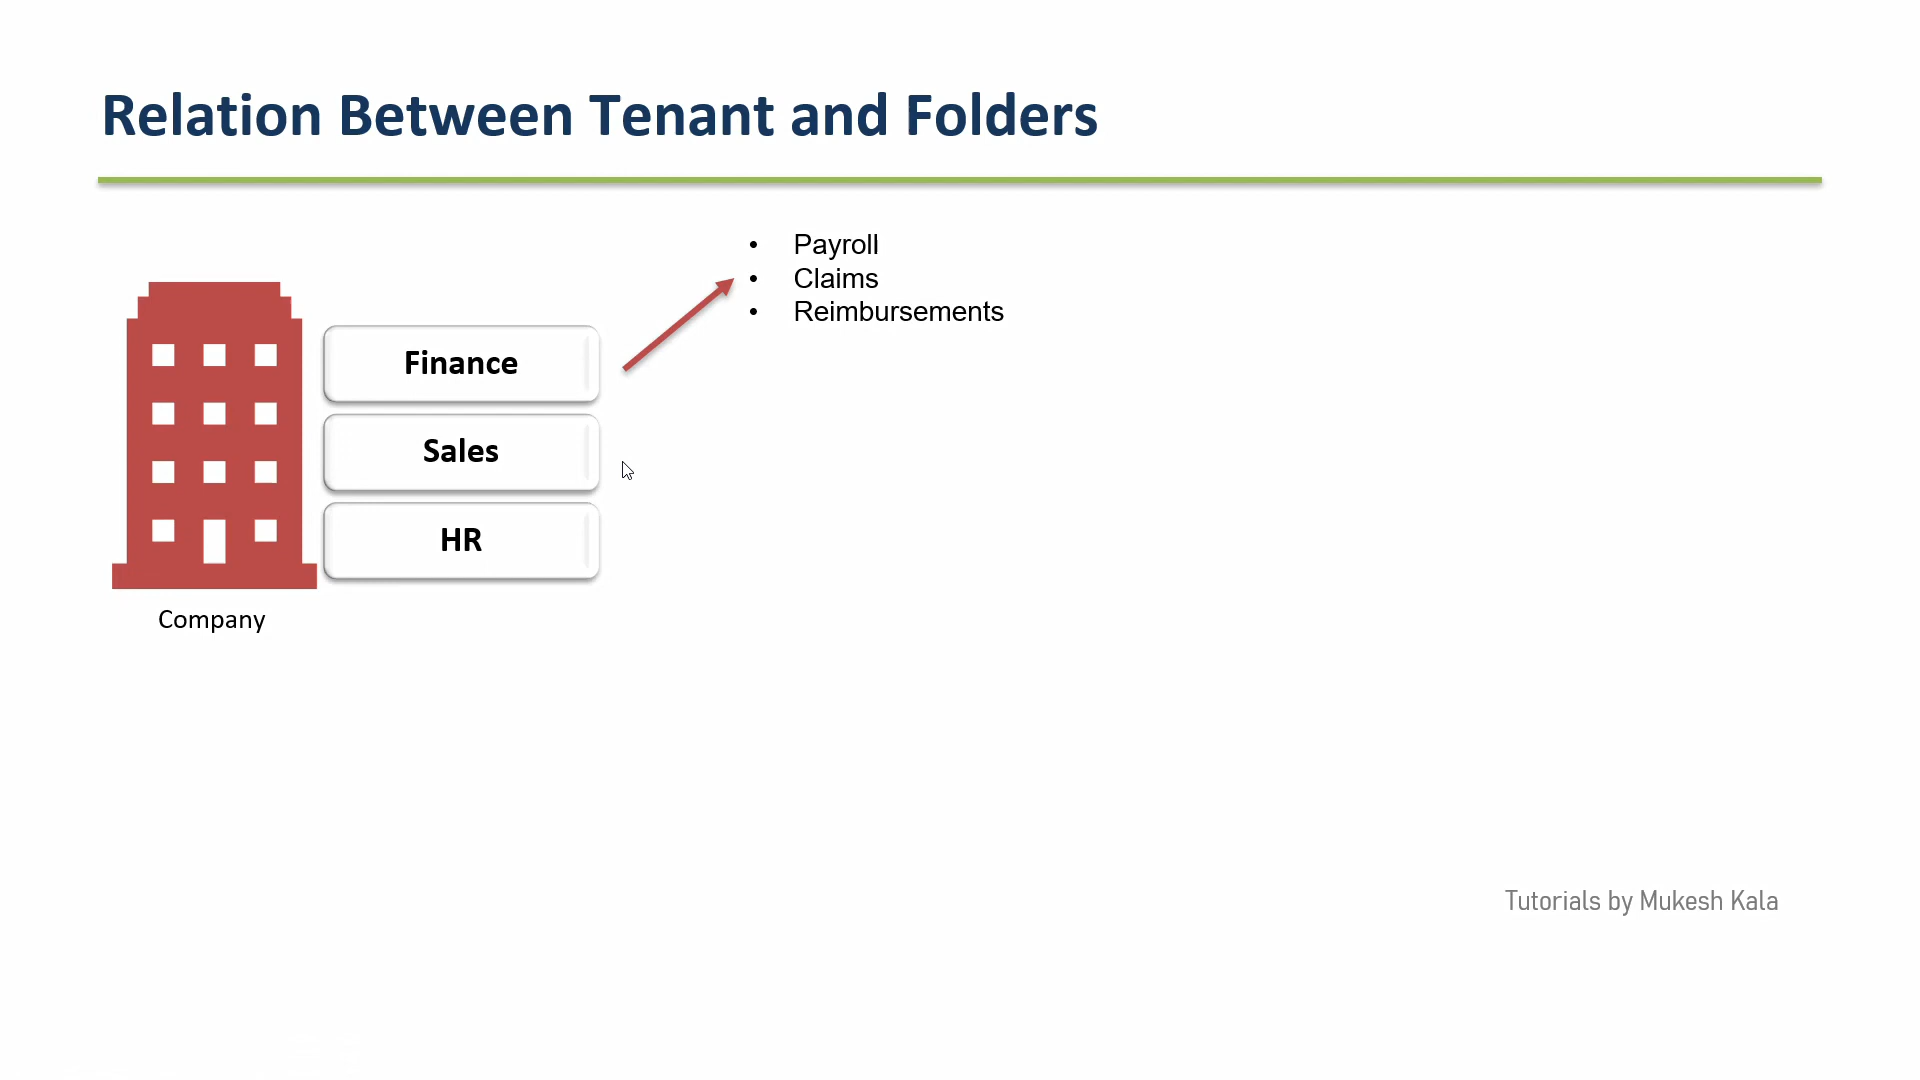 Relation Between Tenant and Folders
• Payroll
• Claims
• Reimbursements
Finance
Sales
HR
Company
Tutorials by Mukesh Kala